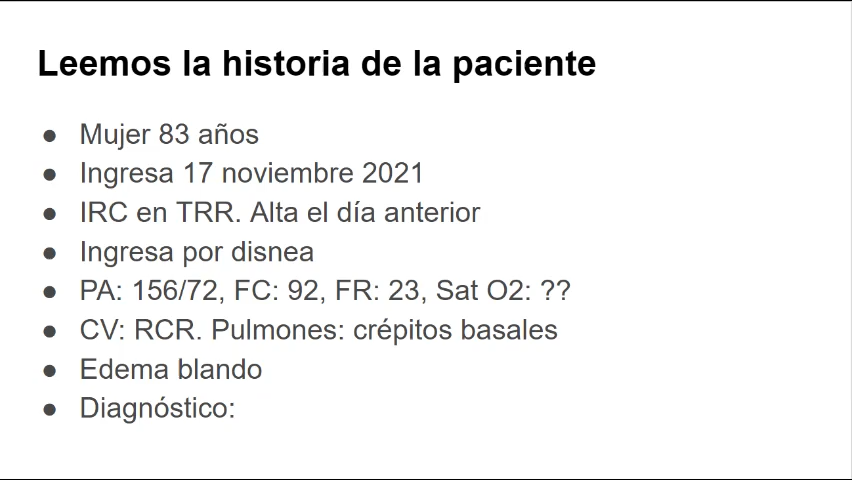 Leemos la historia de la paciente
● Mujer 83 años
● Ingresa 17 noviembre 2021
● IRC en TRR. Alta el día anterior
● Ingresa por disnea
● PA: 156/72, FC: 92, FR: 23, Sat O2: ??
● CV: RCR. Pulmones: crépitos basales
● Edema blando
● Diagnóstico: